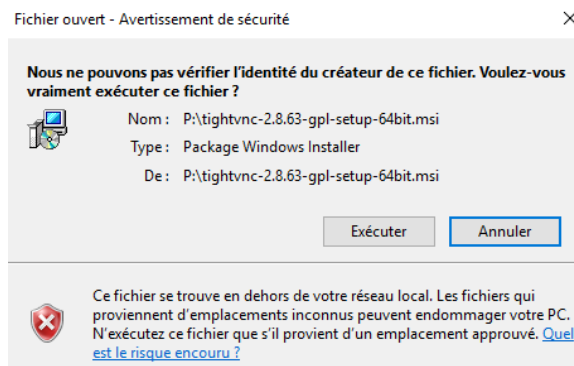 Fichier ouvert - Avertissement de sécurité
Nous ne pouvons pas vérifier l'identité du créateur de ce fichier. Voulez-vous
vraiment exécuter ce fichier ?
Nom : P:\tightvnc-2.8.63-gpl-setup-64bit.msi
Type : Package Windows Installer
De : P:\tightvnc-2.8.63-gpl-setup-64bit.msi
Exécuter Annuler
Ce fichier se trouve en dehors de votre réseau local. Les fichiers qui
proviennent d'emplacements inconnus peuvent endommager votre PC.
N'exécutez ce fichier que s'il provient d'un emplacement approuvé. Quel
est le risque encouru ?